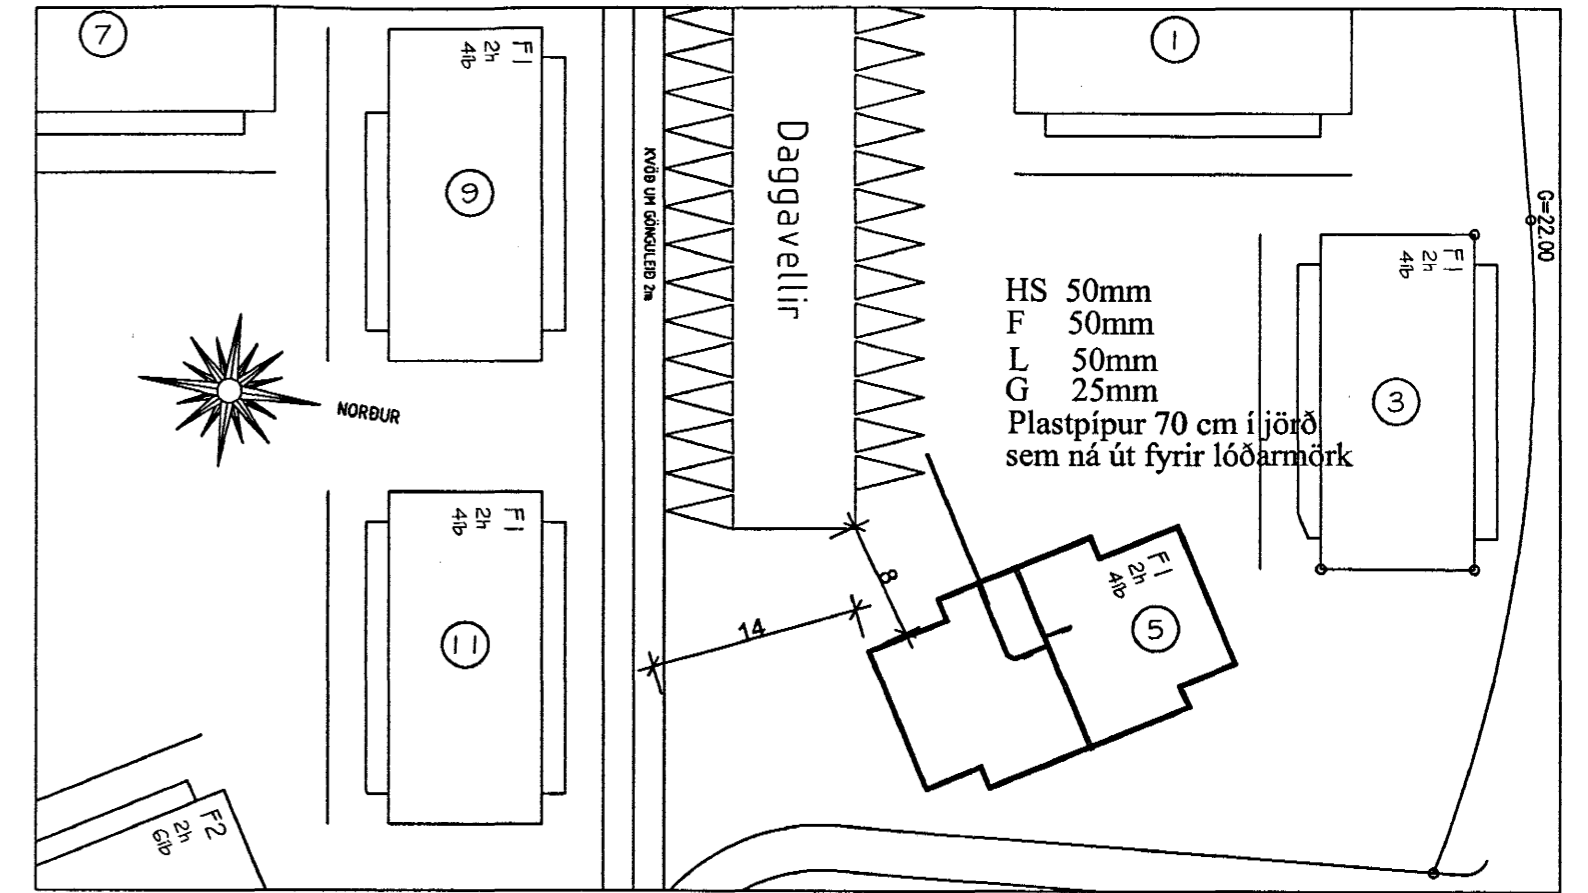 7
F1
2h
4íb
9
KVÖÐ UM GÖNGULEIÐ 2m
Daggavellir
1
G=22.00
F1
2h
4íb
3
HS 50mm
F 50mm
L 50mm
G 25mm
Plastpípur 70 cm í jörð
sem ná út fyrir lóðarmörk
NORÐUR
F1
2h
4íb
11
8
14
F1
2h
4íb
5
F2
2h
6íb